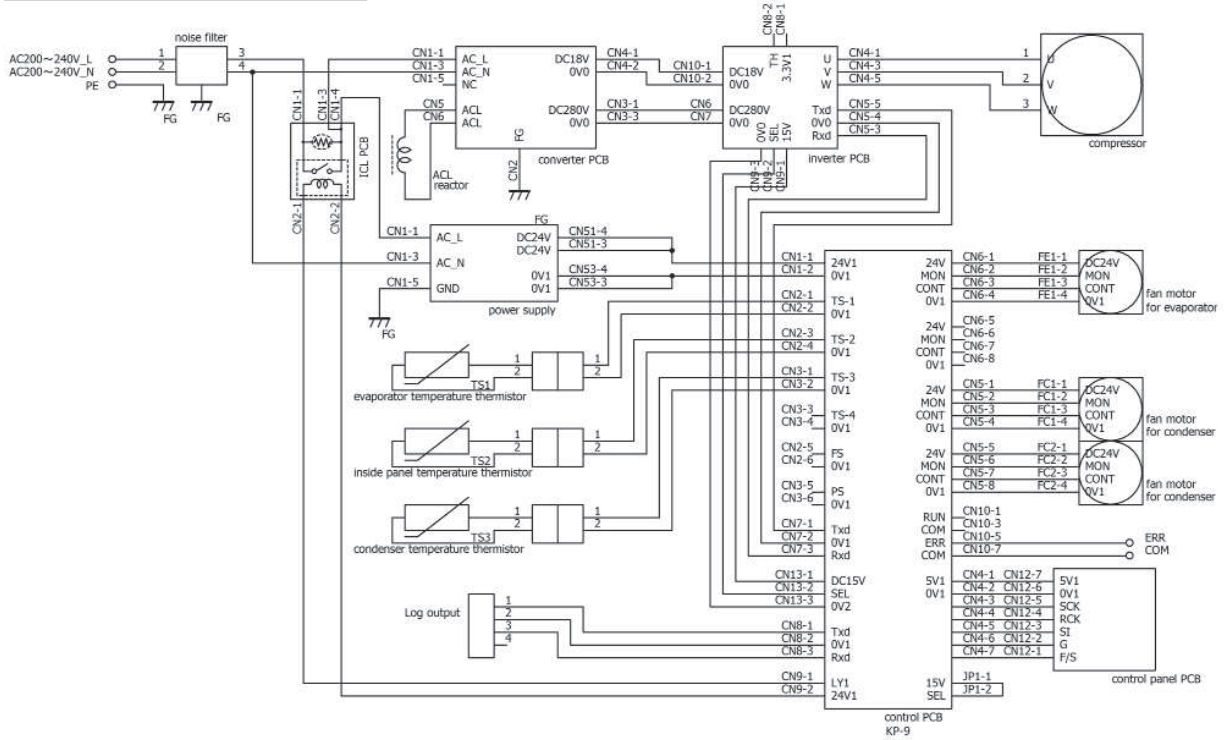 noise filter
AC200～240V_L
AC200～240V_N
PE
1
2
3
4
FG
FG
CN1-1
CN1-3
CN1-4
ICL PCB
CN2-1
CN2-2
CN1-1
CN1-3
CN1-5
CN5
CN6
AC_L
AC_N
NC
ACL
ACL
DC18V
0V0
DC280V
0V0
FG
CN2
FG
converter PCB
ACL
reactor
CN4-1
CN4-2
CN10-1
CN10-2
CN3-1
CN3-3
CN6
CN7
CN8-2
CN8-1
TH
3.3V1
DC18V
0V0
DC280V
0V0
U
V
W
Txd
0V0
Rxd
0V0
SEL
15V
CN9-3
CN9-2
CN9-1
inverter PCB
CN4-1
CN4-3
CN4-5
CN5-5
CN5-4
CN5-3
1
2
3
U
V
W
compressor
CN1-1
CN1-3
CN1-5
FG
AC_L
AC_N
GND
DC24V
DC24V
0V1
0V1
CN51-4
CN51-3
CN53-4
CN53-3
power supply
FG
1
2
TS1
1
2
evaporator temperature thermistor
1
2
TS2
1
2
inside panel temperature thermistor
1
2
TS3
1
2
condenser temperature thermistor
Log output
1
2
3
4
CN1-1
24V1
CN1-2
0V1
CN2-1
TS-1
CN2-2
0V1
CN2-3
TS-2
CN2-4
0V1
CN3-1
TS-3
CN3-2
0V1
CN3-3
TS-4
CN3-4
0V1
CN2-5
FS
CN2-6
0V1
CN3-5
PS
CN3-6
0V1
CN7-1
Txd
CN7-2
0V1
CN7-3
Rxd
CN13-1
DC15V
CN13-2
SEL
CN13-3
0V2
CN8-1
Txd
CN8-2
0V1
CN8-3
Rxd
CN9-1
LY1
CN9-2
24V1
24V CN6-1 FE1-1 DC24V
MON CN6-2 FE1-2 MON
CONT CN6-3 FE1-3 CONT
0V1 CN6-4 FE1-4 0V1
fan motor
for evaporator
24V CN6-5
MON CN6-6
CONT CN6-7
0V1 CN6-8
24V CN5-1 FC1-1 DC24V
MON CN5-2 FC1-2 MON
CONT CN5-3 FC1-3 CONT
0V1 CN5-4 FC1-4 0V1
fan motor
for condenser
24V CN5-5 FC2-1 DC24V
MON CN5-6 FC2-2 MON
CONT CN5-7 FC2-3 CONT
0V1 CN5-8 FC2-4 0V1
fan motor
for condenser
RUN CN10-1
COM CN10-3
ERR CN10-5 ERR
COM CN10-7 COM
5V1 CN4-1 CN12-7 5V1
0V1 CN4-2 CN12-6 0V1
CN4-3 CN12-5 SCK
CN4-4 CN12-4 RCK
CN4-5 CN12-3 SI
CN4-6 CN12-2 G
CN4-7 CN12-1 F/S
control panel PCB
15V JP1-1
SEL JP1-2
control PCB
KP-9